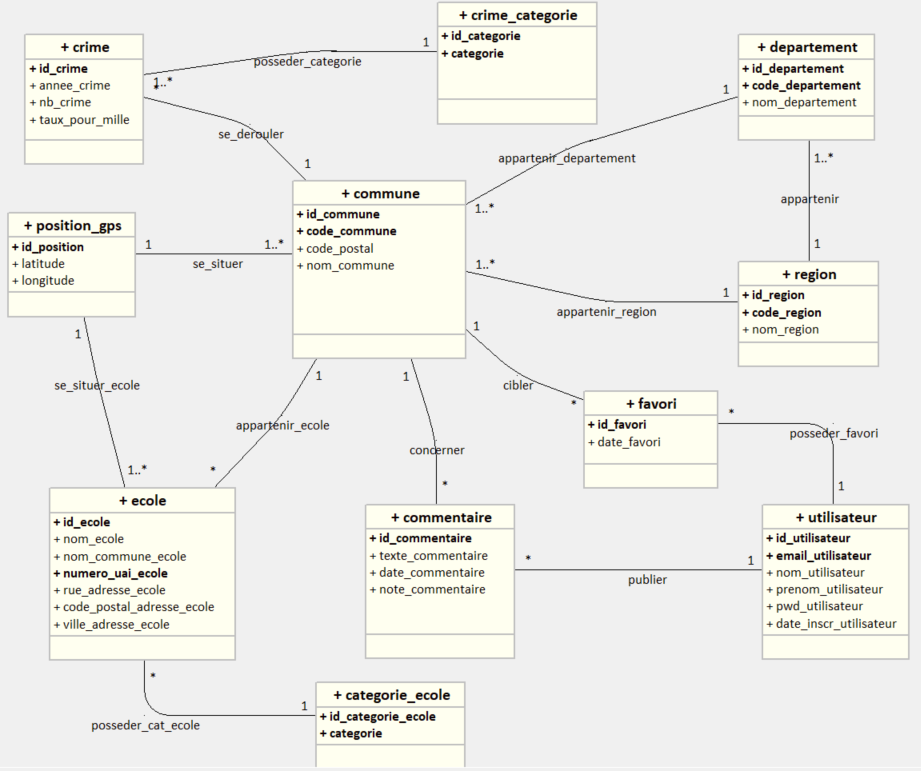 + crime
+ id_crime
+ annee_crime
+ nb_crime
+ taux_pour_mille
+ crime_categorie
+ id_categorie
+ categorie
1
posseder_categorie
1..*
*
se_derouler
1
+ departement
+ id_departement
+ code_departement
+ nom_departement
1
appartenir_departement
1..*
1..*
appartenir
1
+ commune
+ id_commune
+ code_commune
+ code_postal
+ nom_commune
+ position_gps
+ id_position
+ latitude
+ longitude
1
se_situer
1..*
+ region
+ id_region
+ code_region
+ nom_region
1..*
appartenir_region
1
1
cibler
*
1
se_situer_ecole
1..*
1
appartenir_ecole
*
1
concerner
*
+ favori
+ id_favori
+ date_favori
*
posseder_favori
1
+ ecole
+ id_ecole
+ nom_ecole
+ nom_commune_ecole
+ numero_uai_ecole
+ rue_adresse_ecole
+ code_postal_adresse_ecole
+ ville_adresse_ecole
+ commentaire
+ id_commentaire
+ texte_commentaire
+ date_commentaire
+ note_commentaire
*
publier
1
+ utilisateur
+ id_utilisateur
+ email_utilisateur
+ nom_utilisateur
+ prenom_utilisateur
+ pwd_utilisateur
+ date_inscr_utilisateur
*
posseder_cat_ecole
1
+ categorie_ecole
+ id_categorie_ecole
+ categorie